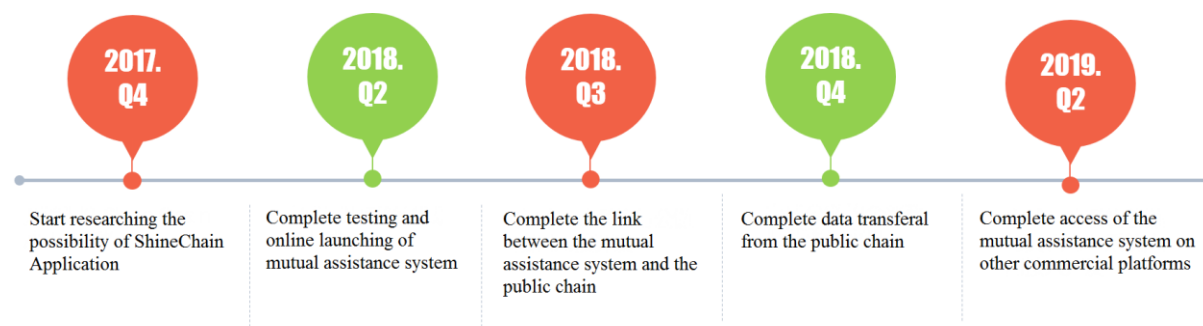 2017.
Q4
2018.
Q2
2018.
Q3
2018.
Q4
2019.
Q2
Start researching the
possibility of ShineChain
Application
Complete testing and
online launching of
mutual assistance system
Complete the link
between the mutual
assistance system and the
public chain
Complete data transferal
from the public chain
Complete access of the
mutual assistance system on
other commercial platforms